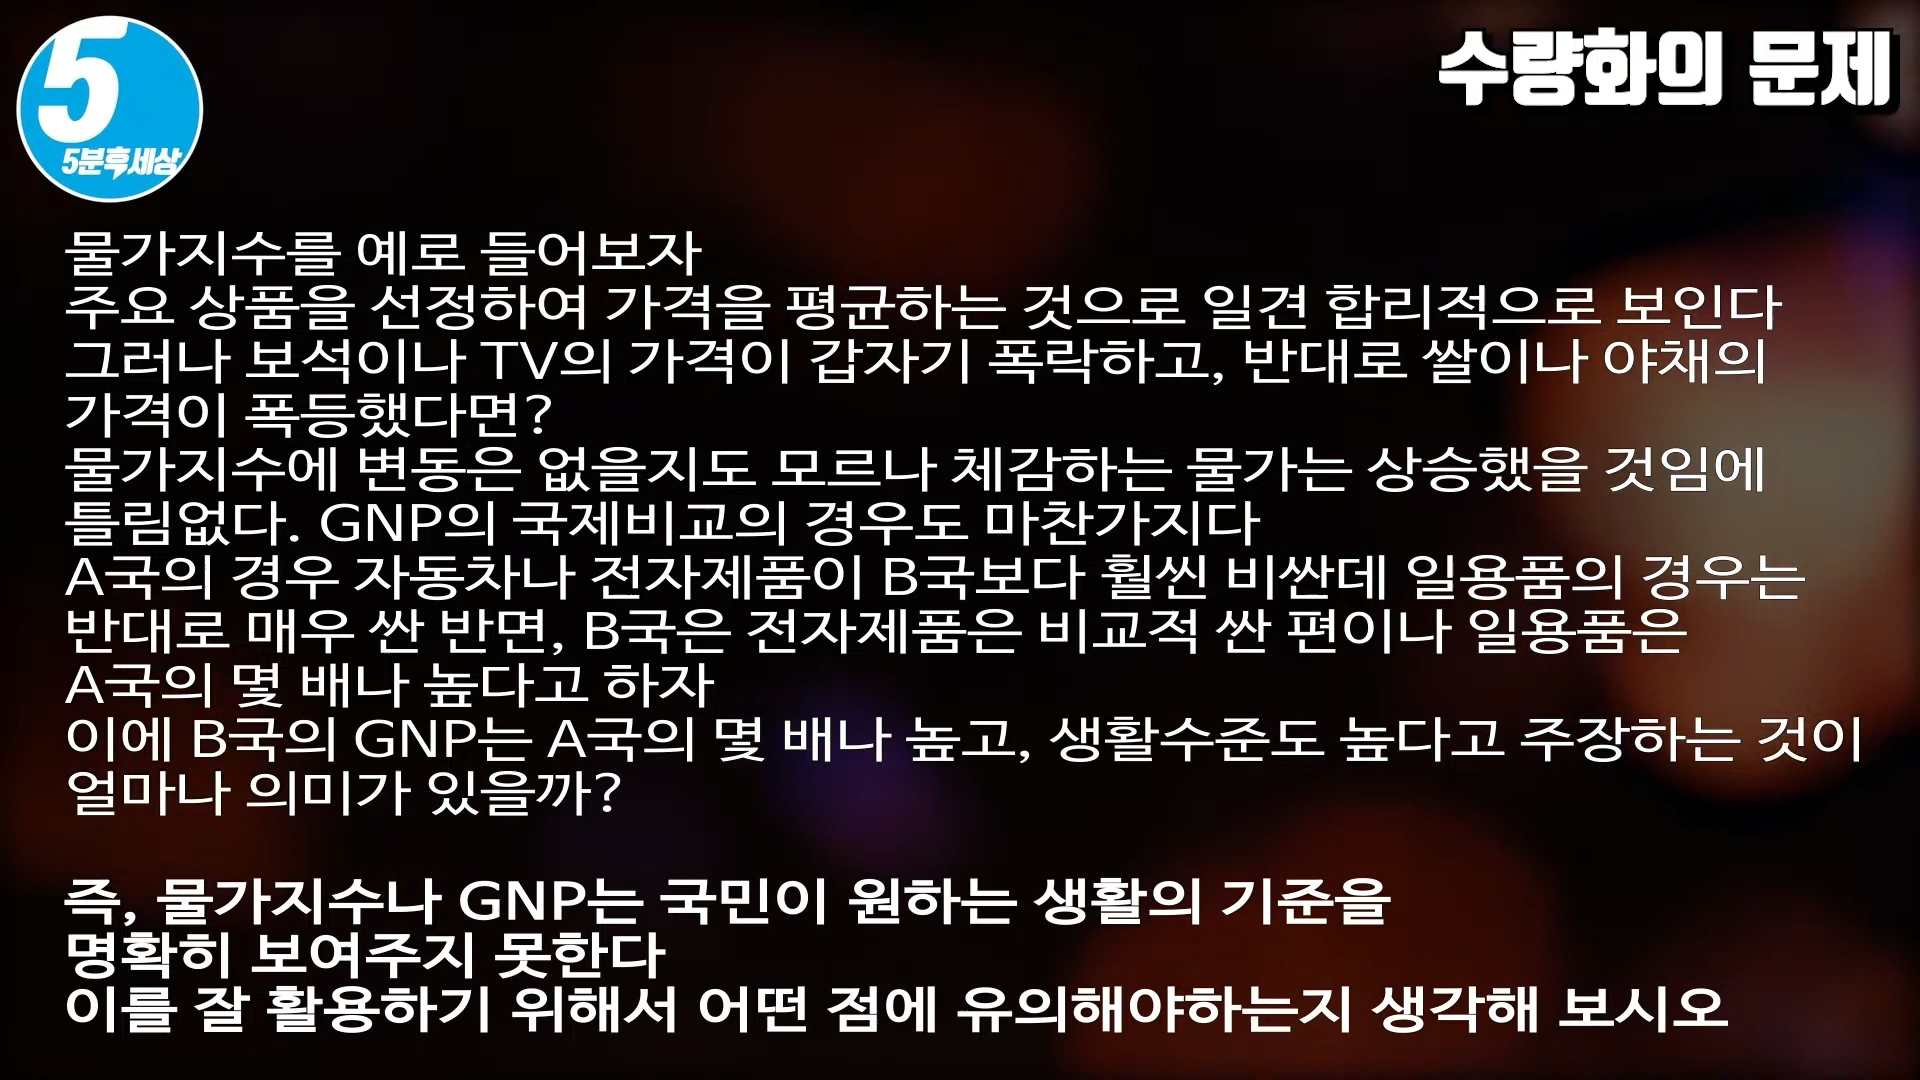 5
5분후세상
수량화의 문제
물가지수를 예로 들어보자
주요 상품을 선정하여 가격을 평균하는 것으로 일견 합리적으로 보인다
그러나 보석이나 TV의 가격이 갑자기 폭락하고, 반대로 쌀이나 야채의
가격이 폭등했다면?
물가지수에 변동은 없을지도 모르나 체감하는 물가는 상승했을 것임에
틀림없다. GNP의 국제비교의 경우도 마찬가지다
A국의 경우 자동차나 전자제품이 B국보다 훨씬 비싼데 일용품의 경우는
반대로 매우 싼 반면, B국은 전자제품은 비교적 싼 편이나 일용품은
A국의 몇 배나 높다고 하자
이에 B국의 GNP는 A국의 몇 배나 높고, 생활수준도 높다고 주장하는 것이
얼마나 의미가 있을까?
즉, 물가지수나 GNP는 국민이 원하는 생활의 기준을
명확히 보여주지 못한다
이를 잘 활용하기 위해서 어떤 점에 유의해야하는지 생각해 보시오